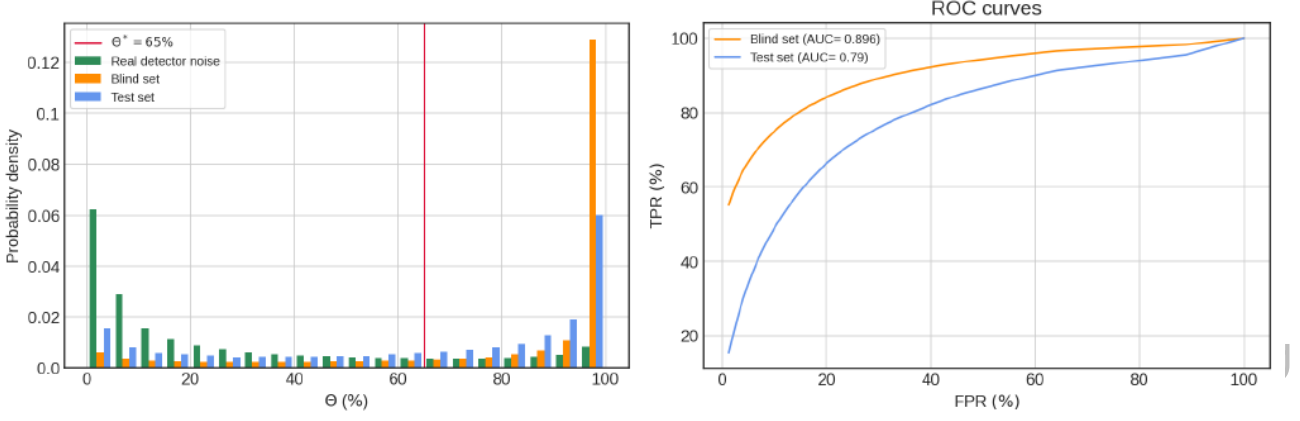 Θ* = 65%
Real detector noise
Blind set
Test set
0.12
0.1
0.08
0.06
0.04
0.02
0.0
Probability density
0 20 40 60 80 100
Θ (%)
ROC curves
Blind set (AUC= 0.896)
Test set (AUC= 0.79)
100
80
60
40
20
TPR (%)
0 20 40 60 80 100
FPR (%)